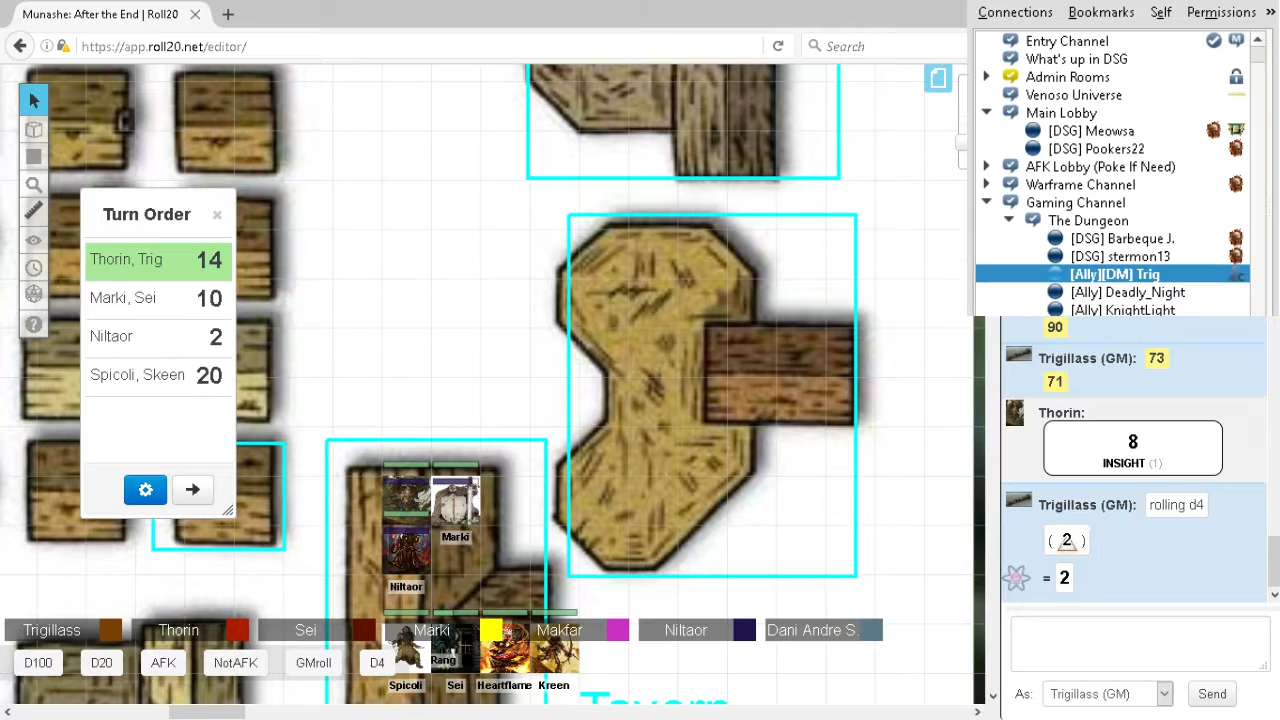 Munashe: After the End | Roll20
https://app.roll20.net/editor/
Search
Turn Order
Thorin, Trig 14
Marki, Sei 10
Niltaor 2
Spicoli, Skeen 20
Marki
Niltaor
Trigillass
Thorin
Sei
Marki
Makfar
Niltaor
Dani Andre S.
D100
D20
AFK
NotAFK
GMroll
D4
Rang
Spicoli
Sei
Heartflame
Kreen
Tavern
Connections Bookmarks Self Permissions »
Entry Channel
What's up in DSG
Admin Rooms
Venoso Universe
Main Lobby
[DSG] Meowsa
[DSG] Pookers22
AFK Lobby (Poke If Need)
Warframe Channel
Gaming Channel
The Dungeon
[DSG] Barbeque J.
[DSG] stermon13
[Ally][DM] Trig
[Ally] Deadly_Night
[Ally] KnightLight
90
Trigillass (GM): 73
71
Thorin:
8
INSIGHT (1)
Trigillass (GM): rolling d4
( 2 )
= 2
As: Trigillass (GM) Send